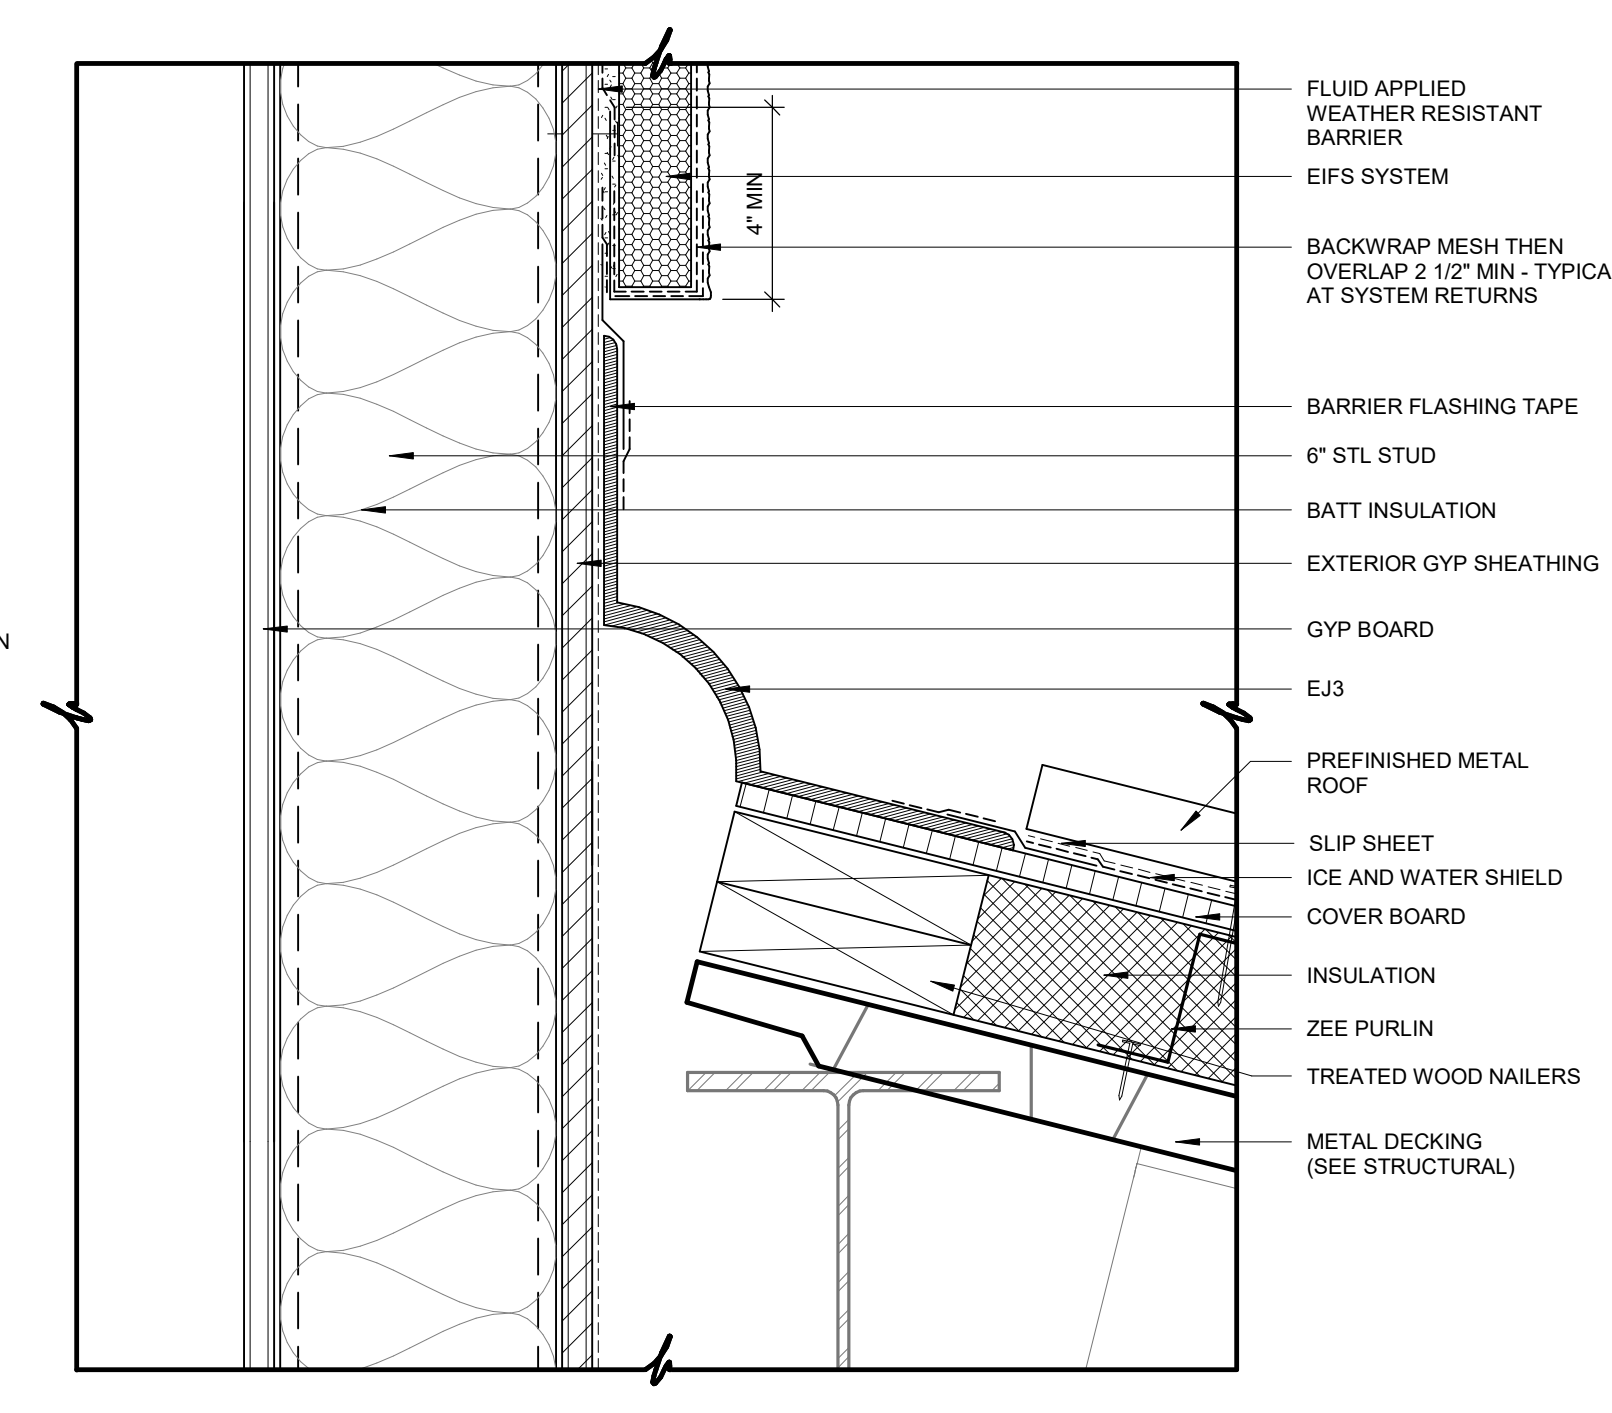 FLUID APPLIED
WEATHER RESISTANT
BARRIER
EIFS SYSTEM
4" MIN
BACKWRAP MESH THEN
OVERLAP 2 1/2" MIN - TYPICA
AT SYSTEM RETURNS
BARRIER FLASHING TAPE
6" STL STUD
BATT INSULATION
EXTERIOR GYP SHEATHING
GYP BOARD
N
EJ3
PREFINISHED METAL
ROOF
SLIP SHEET
ICE AND WATER SHIELD
COVER BOARD
INSULATION
ZEE PURLIN
TREATED WOOD NAILERS
METAL DECKING
(SEE STRUCTURAL)